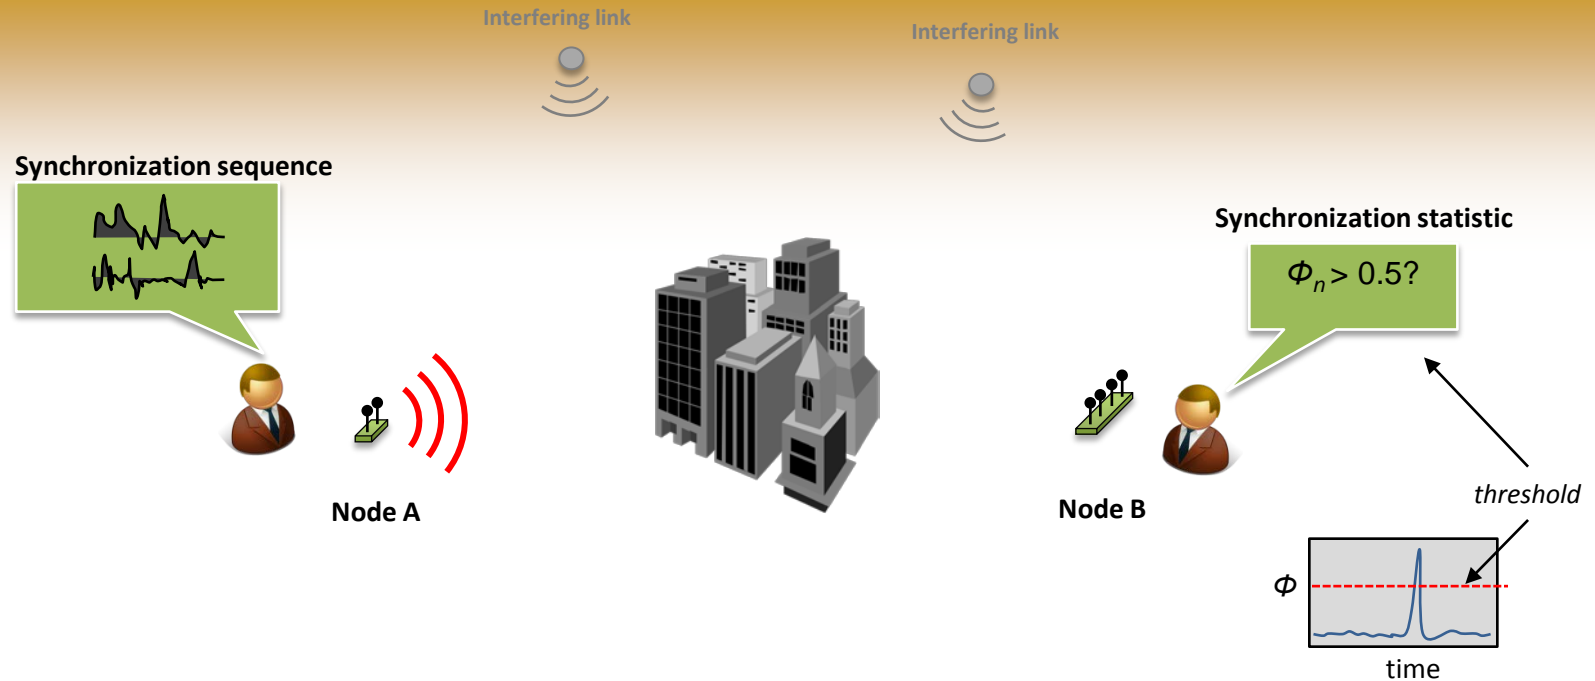 Interfering link
Interfering link
Synchronization sequence
Synchronization statistic
Φn > 0.5?
Node A
Node B
threshold
Φ
time